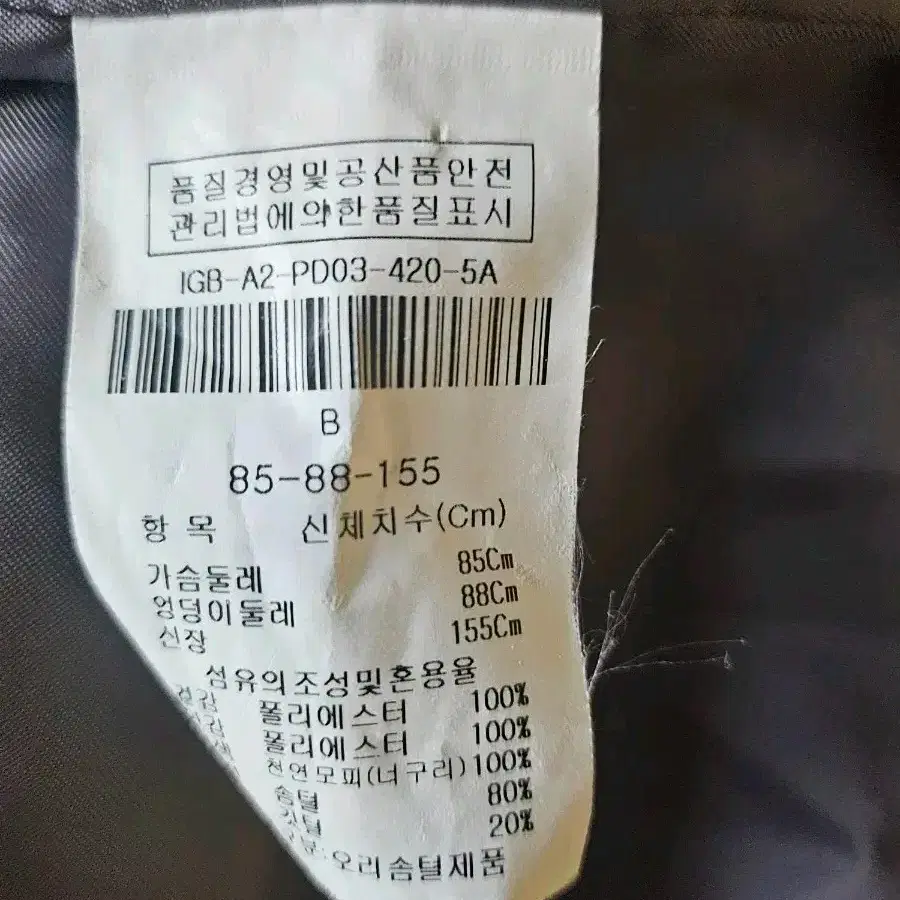 품질경영및공산품안전
관리법에의한품질표시
IGB-A2-PD03-420-5A
B
85-88-155
항 목 신체치수(Cm)
가슴둘레 85Cm
엉덩이둘레 88Cm
신장 155Cm
섬유의조성및혼용율
겉감 폴리에스터 100%
폴리에스터 100%
천연모피(너구리)100%
솜털 80%
깃털 20%
오리솜털제품